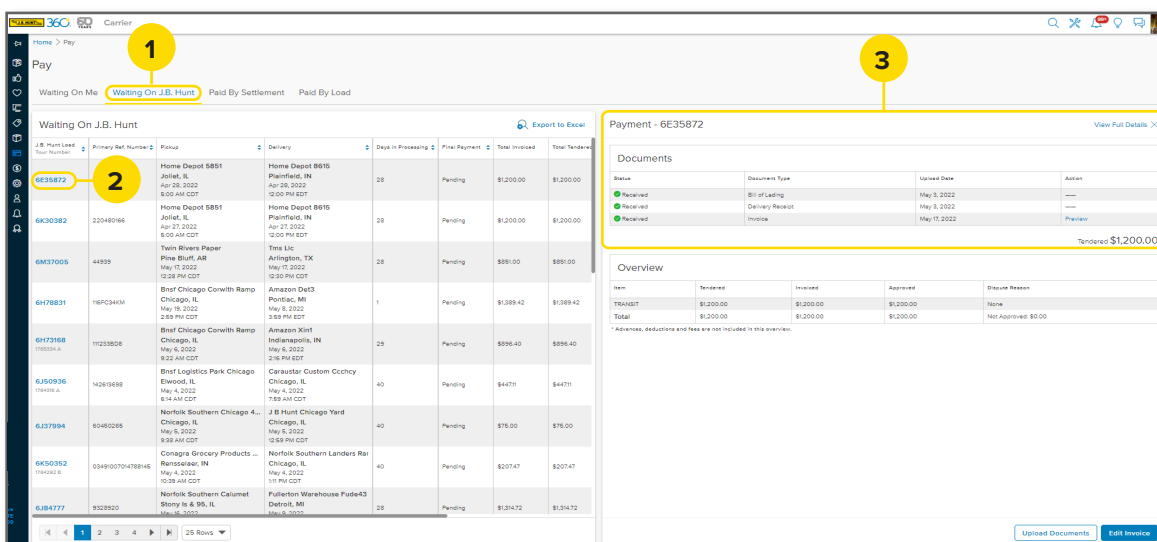 J.B. HUNT 360 60 YEARS Carrier
99+
Home > Pay
1
3
Pay
Waiting On Me Waiting On J.B. Hunt Paid By Settlement Paid By Load
Waiting On J.B. Hunt Export to Excel
J.B. Hunt Load Primary Ref. Number Pickup Delivery Days in Processing Final Payment Total Invoiced Total Tendered
Tour Number
Home Depot 5851 Home Depot 8615
Joliet, IL Plainfield, IN
6E35872 2 28 Pending $1,200.00 $1,200.00
Apr 28, 2022 Apr 29, 2022
5:00 AM CDT 12:00 PM EDT
Home Depot 5851 Home Depot 8615
Joliet, IL Plainfield, IN
6K30382 220480166 28 Pending $1,200.00 $1,200.00
Apr 27, 2022 Apr 27, 2022
5:00 AM CDT 12:00 PM EDT
Twin Rivers Paper Tms Llc
Pine Bluff, AR Arlington, TX
6M37005 44939 28 Pending $851.00 $851.00
May 17, 2022 May 17, 2022
12:28 PM CDT 12:30 PM EDT
Bnsf Chicago Corwith Ramp Amazon Det3
Chicago, IL Pontiac, MI
6H78831 116FC34KM 1 Pending $1,389.42 $1,389.42
May 19, 2022 May 8, 2022
2:59 PM CDT 3:59 PM EDT
Bnsf Chicago Corwith Ramp Amazon Xin1
Chicago, IL Indianapolis, IN
6H73168 111233BD8 29 Pending $896.40 $896.40
1765334 A May 6, 2022 May 6, 2022
9:22 AM CDT 2:16 PM EDT
Bnsf Logistics Park Chicago Caraustar Custom Ccchcy
Elwood, IL Chicago, IL
6J50936 142613698 40 Pending $447.11 $447.11
1764316 A May 4, 2022 May 4, 2022
6:14 AM CDT 7:59 AM CDT
Norfolk Southern Chicago 4... J B Hunt Chicago Yard
Chicago, IL Chicago, IL
6J37994 60450265 40 Pending $75.00 $75.00
May 5, 2022 May 5, 2022
9:38 AM CDT 12:59 PM CDT
Conagra Grocery Products ... Norfolk Southern Landers Rai
Rensselaer, IN Chicago, IL
6K50352 03491007014788145 40 Pending $207.47 $207.47
1764292 B May 4, 2022 May 4, 2022
10:39 AM CDT 1:11 PM CDT
Norfolk Southern Calumet Fullerton Warehouse Fude43
Stony Is & 95, IL Detroit, MI
6J84777 9328920 28 Pending $1,314.72 $1,314.72
May 16, 2022 May 9, 2022
1 2 3 4 25 Rows
Payment - 6E35872 View Full Details
Documents
Status Document Type Upload Date Action
Received Bill of Lading May 3, 2022 ----
Received Delivery Receipt May 3, 2022 ----
Received Invoice May 17, 2022 Preview
Tendered $1,200.00
Overview
Item Tendered Invoiced Approved Dispute Reason
TRANSIT $1,200.00 $1,200.00 $1,200.00 None
Total $1,200.00 $1,200.00 $1,200.00 Not Approved: $0.00
* Advances, deductions and fees are not included in this overview.
Upload Documents Edit Invoice